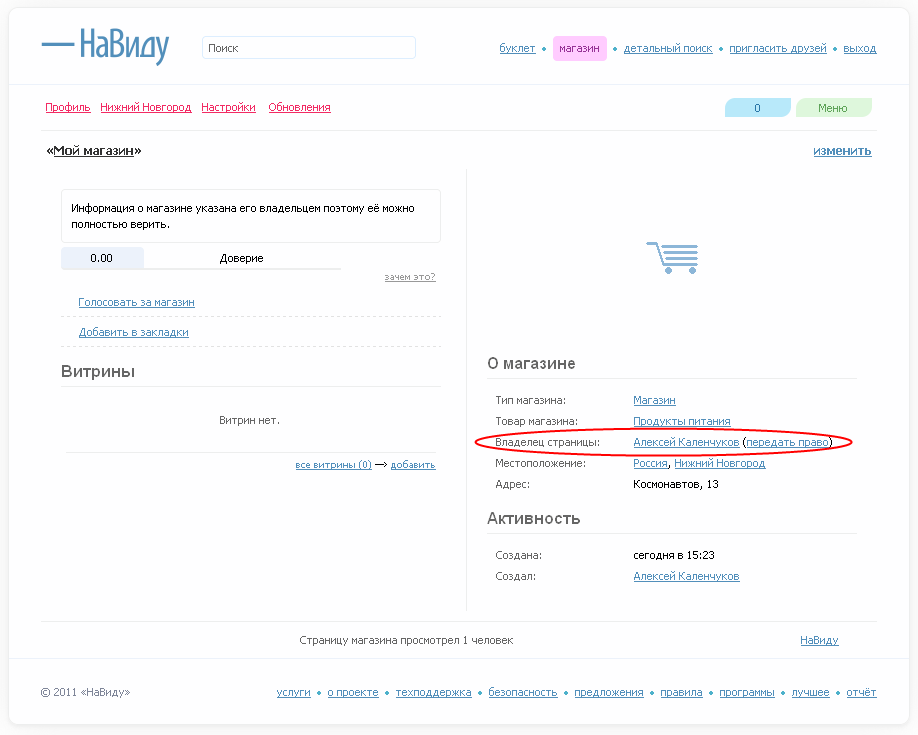 НаВиду
Поиск
буклет • магазин • детальный поиск • пригласить друзей • выход
Профиль Нижний Новгород Настройки Обновления
0 Меню
«Мой магазин»
изменить
Информация о магазине указана его владельцем поэтому её можно
полностью верить.
0.00 Доверие
зачем это?
Голосовать за магазин
Добавить в закладки
Витрины
Витрин нет.
все витрины (0) → добавить
О магазине
Тип магазина: Магазин
Товар магазина: Продукты питания
Владелец страницы: Алексей Каленчуков (передать право)
Местоположение: Россия, Нижний Новгород
Адрес: Космонавтов, 13
Активность
Создана: сегодня в 15:23
Создал: Алексей Каленчуков
Страницу магазина просмотрел 1 человек
НаВиду
© 2011 «НаВиду»
услуги • о проекте • техподдержка • безопасность • предложения • правила • программы • лучшее • отчёт